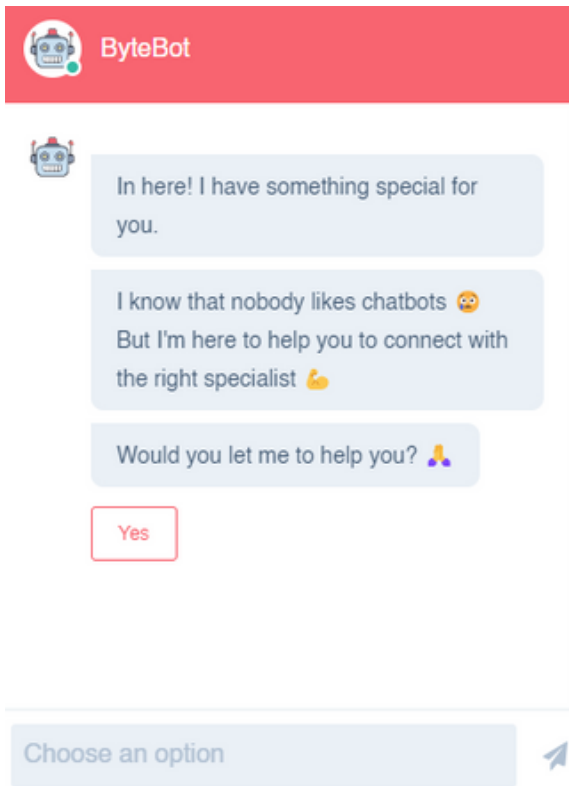 ByteBot
In here! I have something special for
you.
I know that nobody likes chatbots 😢
But I'm here to help you to connect with
the right specialist 💪
Would you let me to help you? 🙏
Yes
Choose an option